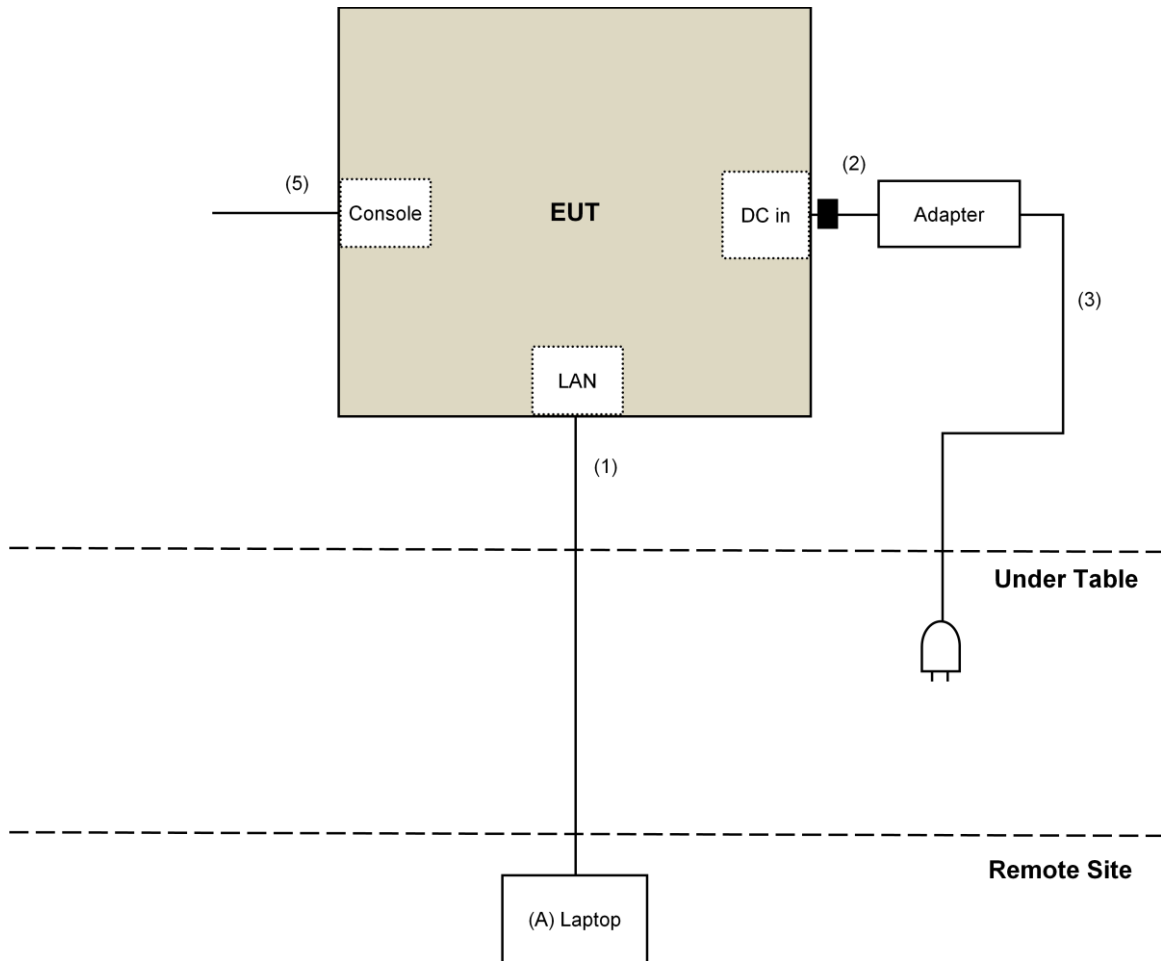 (5)
Console
EUT
DC in
(2)
Adapter
(3)
LAN
(1)
Under Table
Remote Site
(A) Laptop